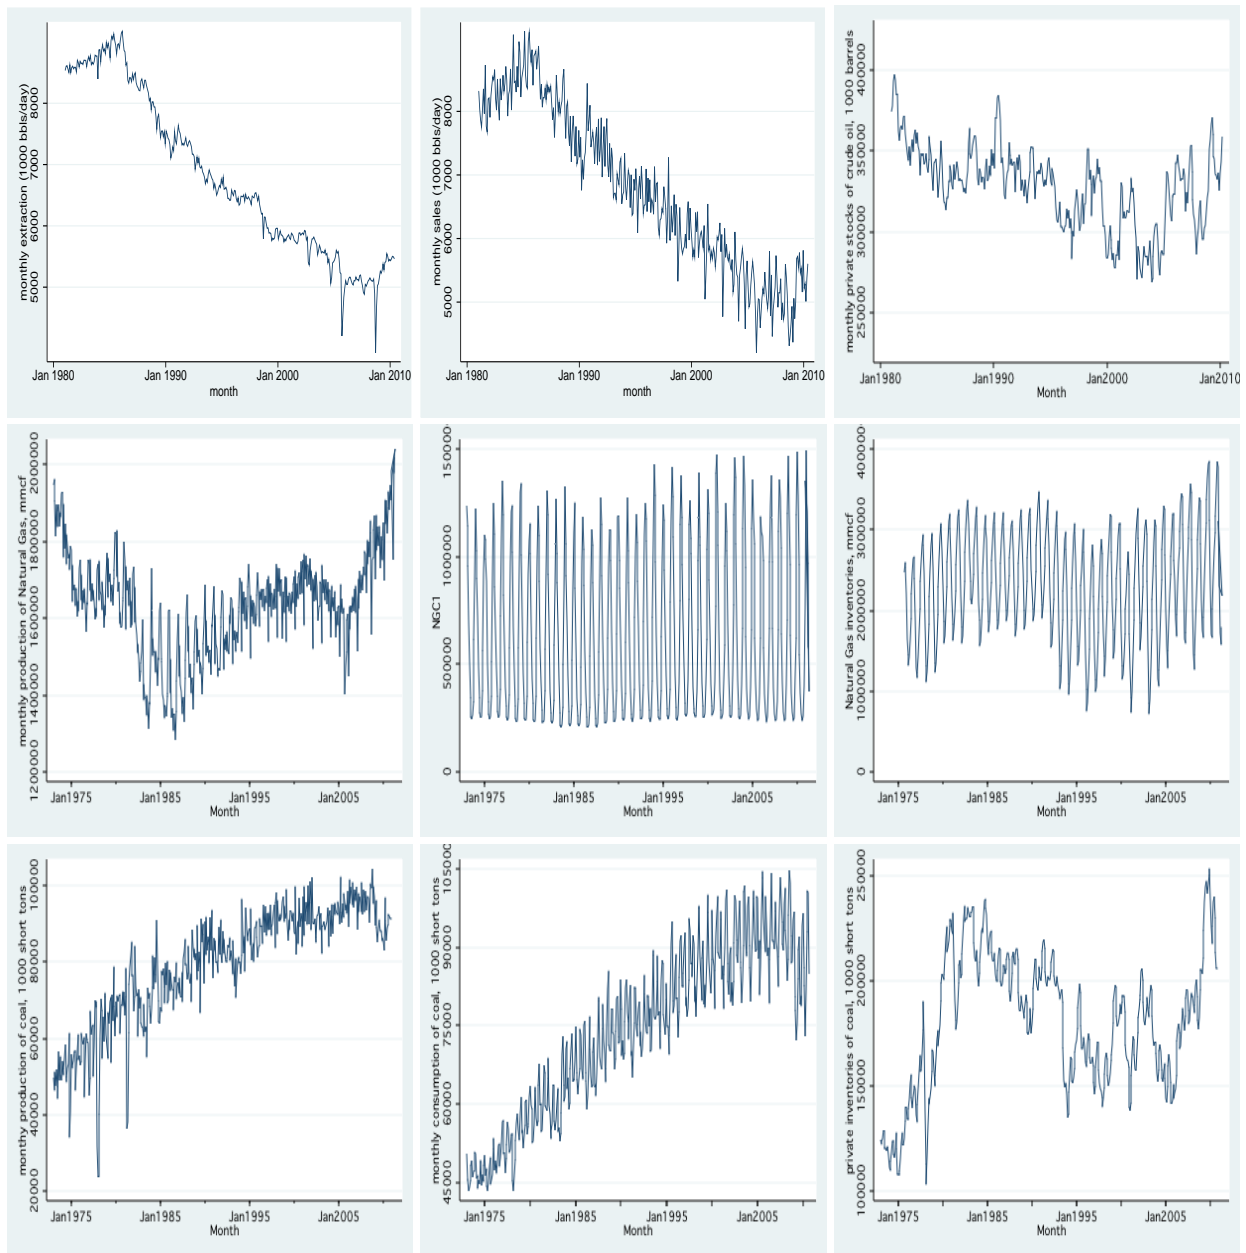 monthly extraction (1000 bbls/day)
8000
7000
6000
5000
Jan 1980
Jan 1990
Jan 2000
Jan 2010
month
monthly sales (1000 bbls/day)
8000
7000
6000
5000
Jan 1980
Jan 1990
Jan 2000
Jan 2010
month
monthly private stocks of crude oil, 1000 barrels
400000
350000
300000
250000
Jan1980
Jan1990
Jan2000
Jan2010
Month
monthly production of Natural Gas, mmcf
2000000
1800000
1600000
1400000
1200000
Jan1975
Jan1985
Jan1995
Jan2005
Month
NGC1
1000000
500000
0
Jan1975
Jan1985
Jan1995
Jan2005
Month
Natural Gas inventories, mmcf
4000000
3000000
2000000
1000000
0
Jan1975
Jan1985
Jan1995
Jan2005
Month
monthy production of coal, 1000 short tons
100000
80000
60000
40000
20000
Jan1975
Jan1985
Jan1995
Jan2005
Month
monthly consumption of coal, 1000 short tons
105000
90000
75000
60000
45000
Jan1975
Jan1985
Jan1995
Jan2005
Month
private inventories of coal, 1000 short tons
250000
200000
150000
100000
Jan1975
Jan1985
Jan1995
Jan2005
Month